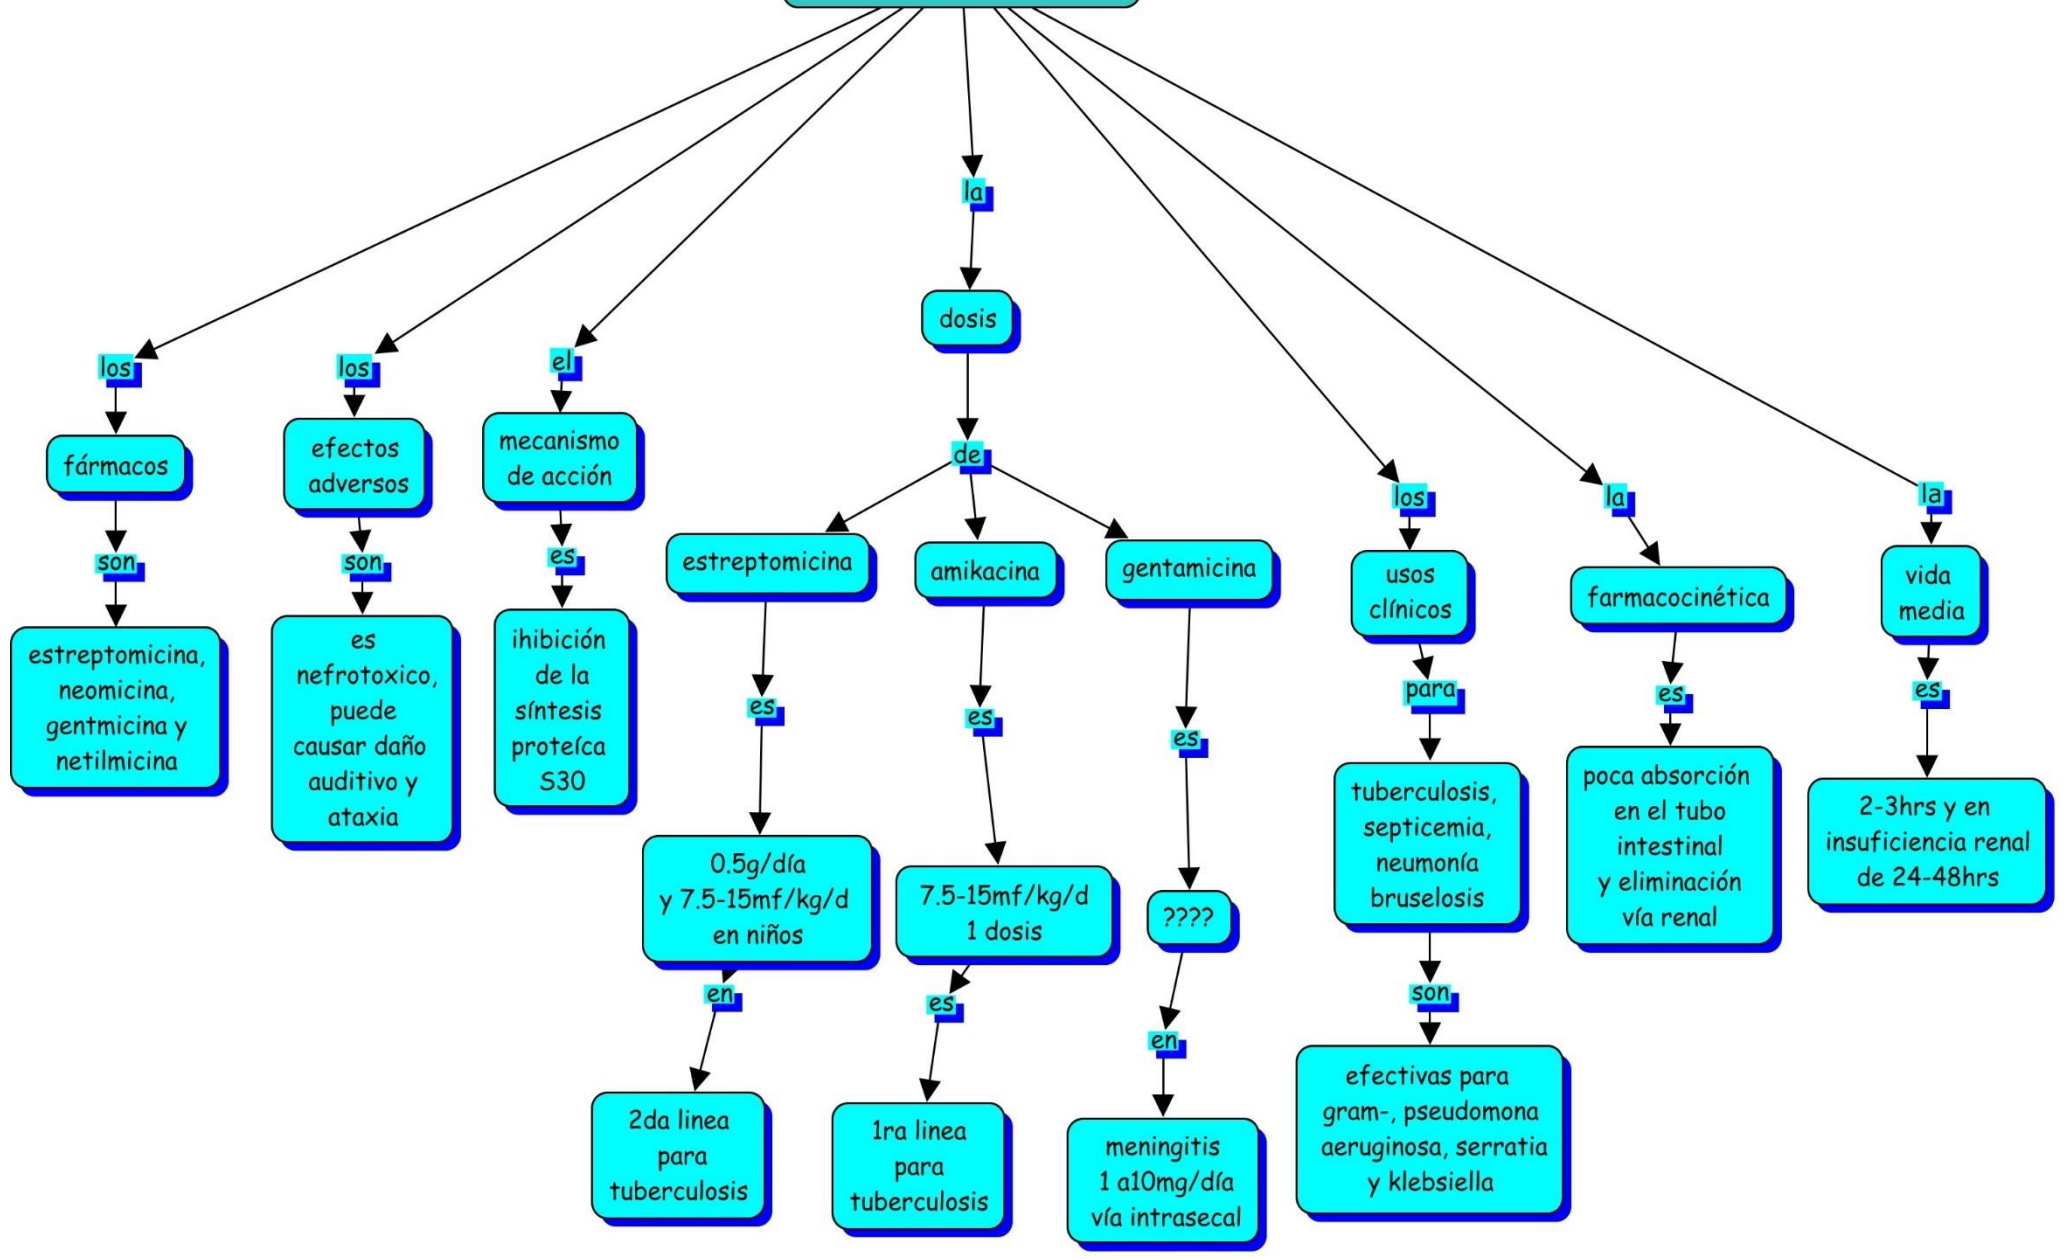 los
fármacos
son
estreptomicina,
neomicina,
gentmicina y
netilmicina
los
efectos
adversos
son
es
nefrotoxico,
puede
causar daño
auditivo y
ataxia
el
mecanismo
de acción
es
ihibición
de la
síntesis
proteíca
S30
la
dosis
de
estreptomicina
es
0.5g/día
y 7.5-15mf/kg/d
en niños
en
2da linea
para
tuberculosis
amikacina
es
7.5-15mf/kg/d
1 dosis
es
1ra linea
para
tuberculosis
gentamicina
es
????
en
meningitis
1 a10mg/día
vía intrasecal
los
usos
clínicos
para
tuberculosis,
septicemia,
neumonía
bruselosis
son
efectivas para
gram-, pseudomona
aeruginosa, serratia
y klebsiella
la
farmacocinética
es
poca absorción
en el tubo
intestinal
y eliminación
vía renal
la
vida
media
es
2-3hrs y en
insuficiencia renal
de 24-48hrs